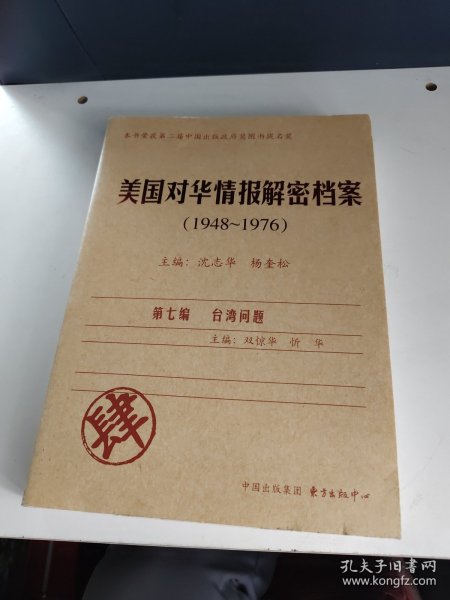 本书荣获第二届中国出版政府奖图书提名奖
美国对华情报解密档案
(1948~1976)
主编：沈志华 杨奎松
第七编 台湾问题
主编：双惊华 忻 华
肆
中国出版集团 东方出版中心
孔夫子旧书网
www.kongfz.com